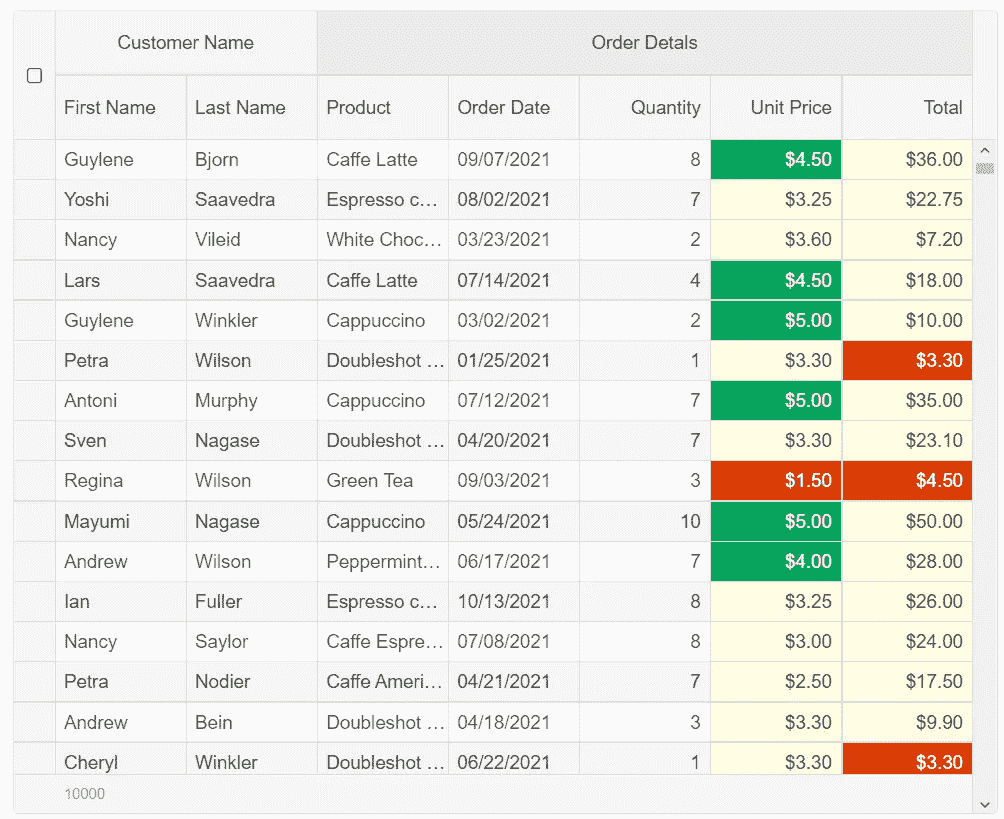 Customer Name Order Detals
First Name Last Name Product Order Date Quantity Unit Price Total
Guylene Bjorn Caffe Latte 09/07/2021 8 $4.50 $36.00
Yoshi Saavedra Espresso c... 08/02/2021 7 $3.25 $22.75
Nancy Vileid White Choc... 03/23/2021 2 $3.60 $7.20
Lars Saavedra Caffe Latte 07/14/2021 4 $4.50 $18.00
Guylene Winkler Cappuccino 03/02/2021 2 $5.00 $10.00
Petra Wilson Doubleshot ... 01/25/2021 1 $3.30 $3.30
Antoni Murphy Cappuccino 07/12/2021 7 $5.00 $35.00
Sven Nagase Doubleshot ... 04/20/2021 7 $3.30 $23.10
Regina Wilson Green Tea 09/03/2021 3 $1.50 $4.50
Mayumi Nagase Cappuccino 05/24/2021 10 $5.00 $50.00
Andrew Wilson Peppermint... 06/17/2021 7 $4.00 $28.00
Ian Fuller Espresso c... 10/13/2021 8 $3.25 $26.00
Nancy Saylor Caffe Espre... 07/08/2021 8 $3.00 $24.00
Petra Nodier Caffe Ameri... 04/21/2021 7 $2.50 $17.50
Andrew Bein Doubleshot ... 04/18/2021 3 $3.30 $9.90
Cheryl Winkler Doubleshot ... 06/22/2021 1 $3.30 $3.30
10000